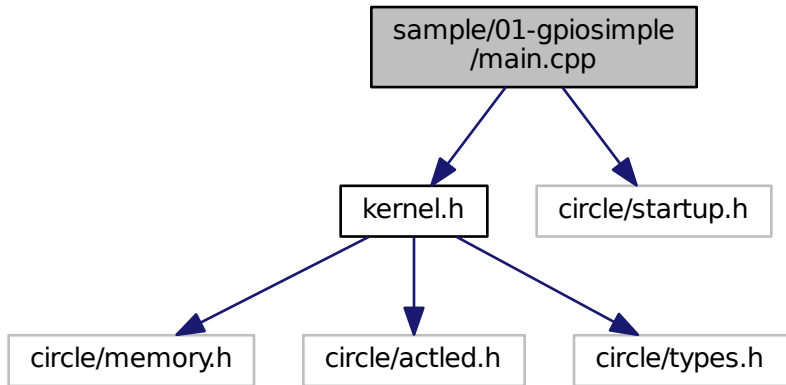 sample/01-gpiosimple
/main.cpp
kernel.h
circle/startup.h
circle/memory.h
circle/actled.h
circle/types.h